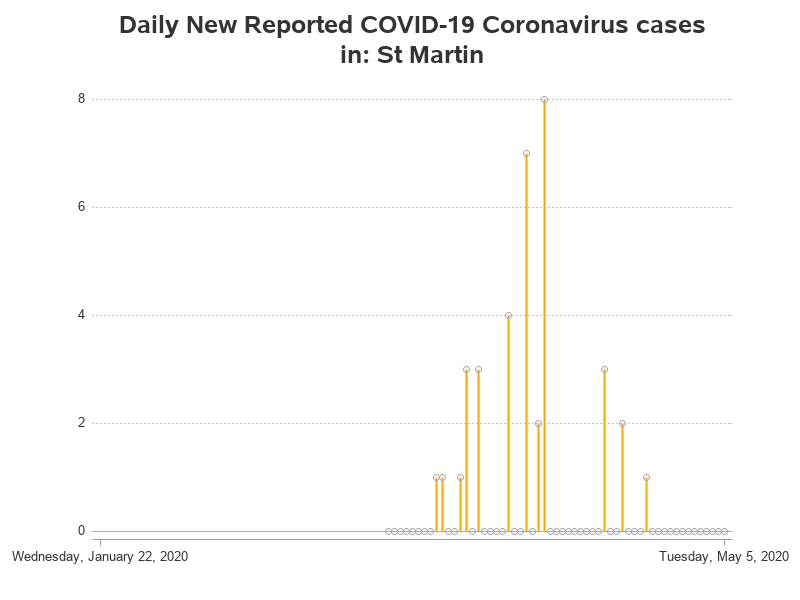 Daily New Reported COVID-19 Coronavirus cases
in: St Martin
8
6
4
2
0
Wednesday, January 22, 2020
Tuesday, May 5, 2020